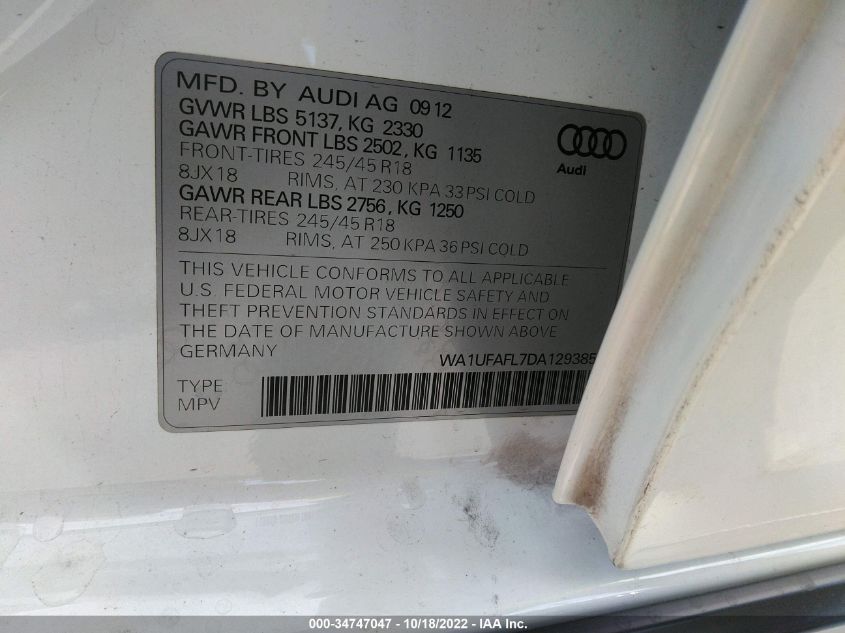 MFD. BY AUDI AG 09 12
GVWR LBS 5137, KG 2330
GAWR FRONT LBS 2502, KG 1135
FRONT-TIRES 245/45 R18
8JX18 RIMS, AT 230 KPA 33 PSI COLD
GAWR REAR LBS 2756, KG 1250
REAR-TIRES 245/45 R18
8JX18 RIMS, AT 250 KPA 36 PSI COLD
Audi
THIS VEHICLE CONFORMS TO ALL APPLICABLE
U.S. FEDERAL MOTOR VEHICLE SAFETY AND
THEFT PREVENTION STANDARDS IN EFFECT ON
THE DATE OF MANUFACTURE SHOWN ABOVE.
GERMANY WA1UFAFL7DA129385
TYPE
MPV
000-34747047 - 10/18/2022 - IAA Inc.